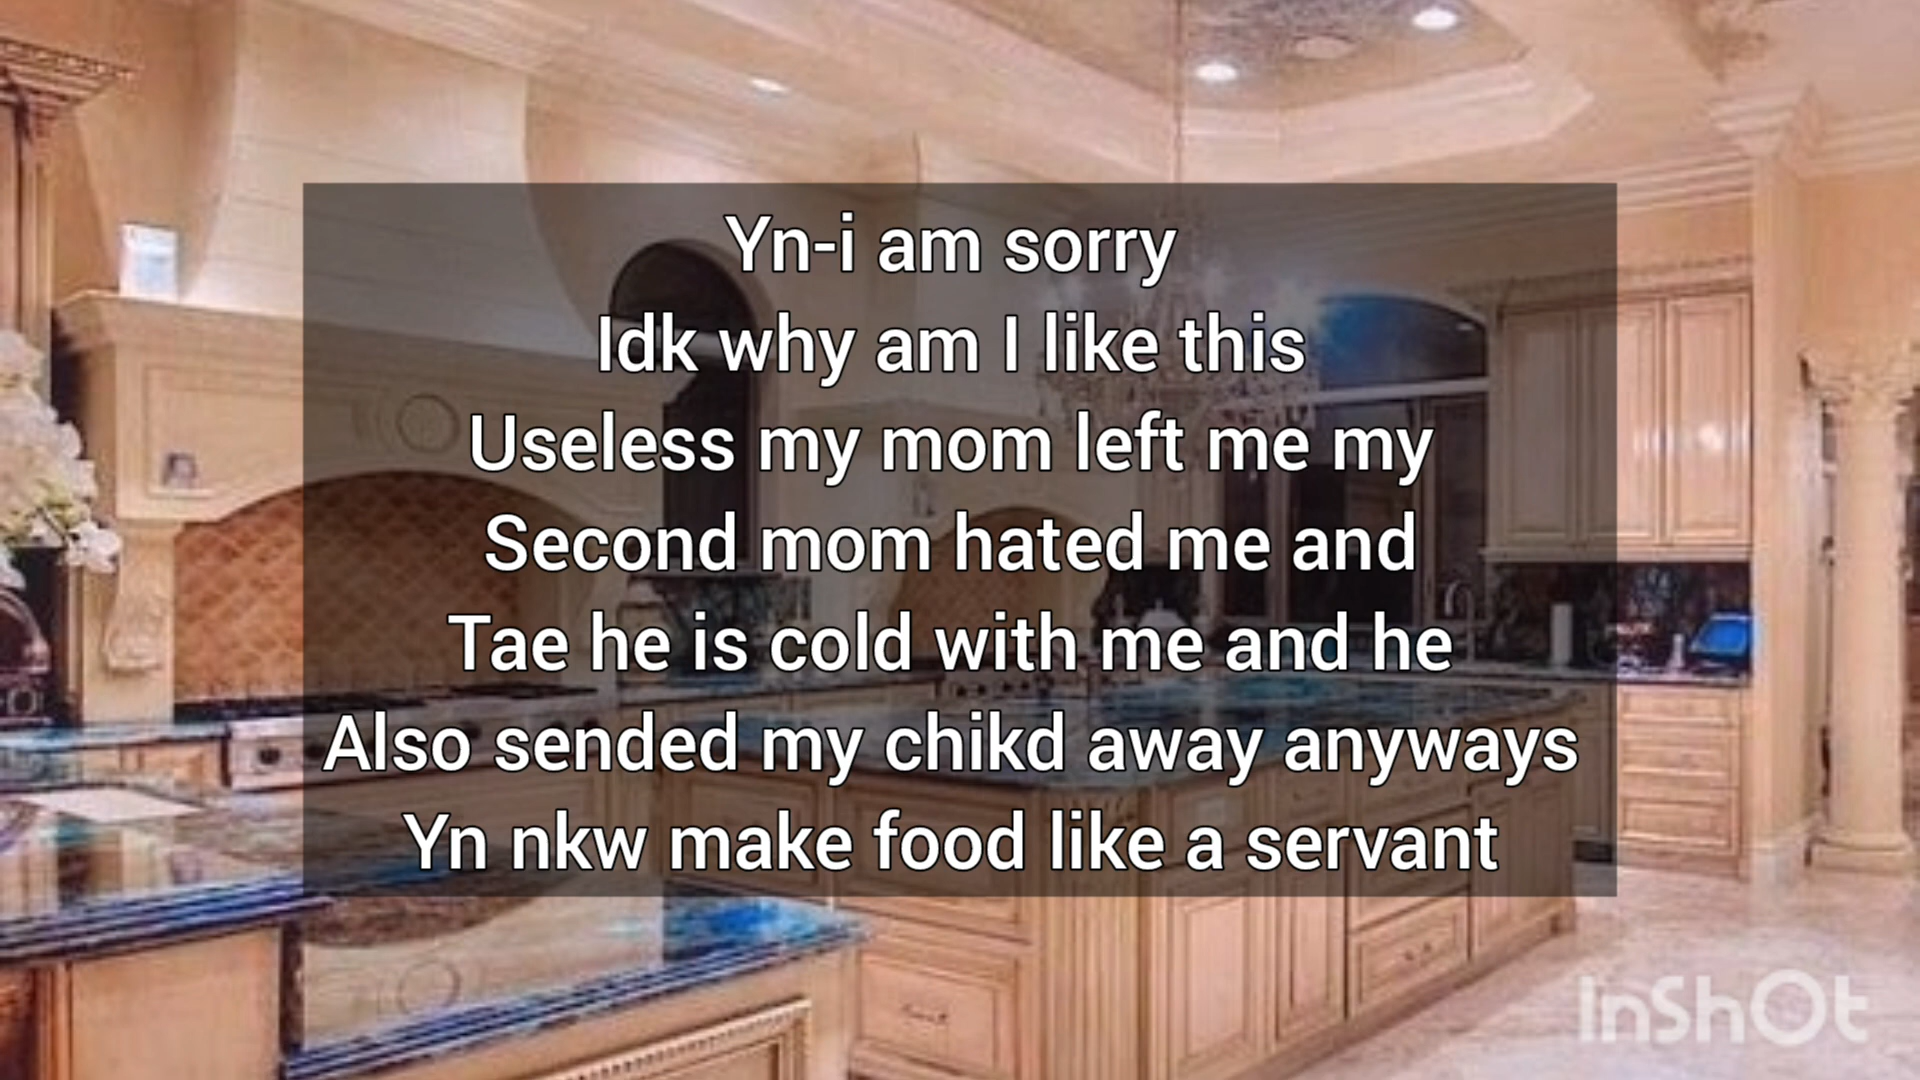 Yn-i am sorry
Idk why am I like this
Useless my mom left me my
Second mom hated me and
Tae he is cold with me and he
Also sended my chikd away anyways
Yn nkw make food like a servant
InShOt